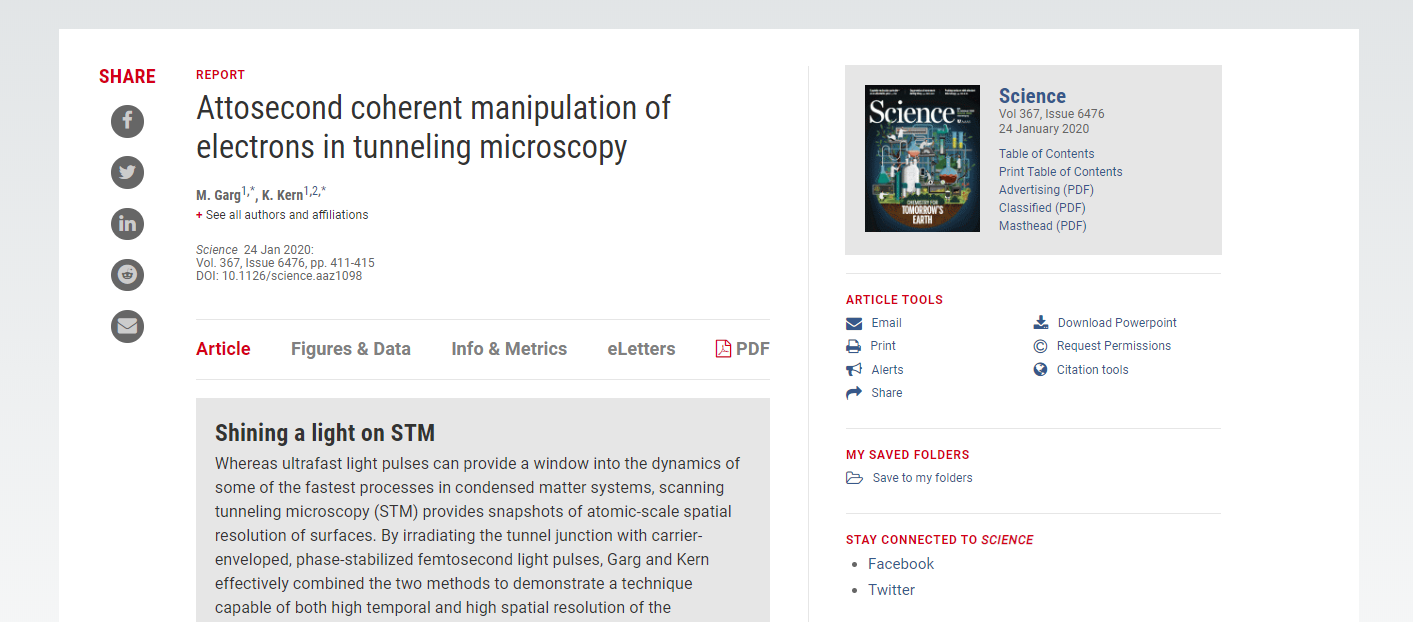 SHARE
REPORT
Attosecond coherent manipulation of
electrons in tunneling microscopy
M. Garg1,*, K. Kern1,2,*
+ See all authors and affiliations
Science 24 Jan 2020:
Vol. 367, Issue 6476, pp. 411-415
DOI: 10.1126/science.aaz1098
Article Figures & Data Info & Metrics eLetters PDF
Shining a light on STM
Whereas ultrafast light pulses can provide a window into the dynamics of
some of the fastest processes in condensed matter systems, scanning
tunneling microscopy (STM) provides snapshots of atomic-scale spatial
resolution of surfaces. By irradiating the tunnel junction with carrier-
enveloped, phase-stabilized femtosecond light pulses, Garg and Kern
effectively combined the two methods to demonstrate a technique
capable of both high temporal and high spatial resolution of the
Science
CHEMISTRY FOR
TOMORROW'S
EARTH
Science
Vol 367, Issue 6476
24 January 2020
Table of Contents
Print Table of Contents
Advertising (PDF)
Classified (PDF)
Masthead (PDF)
ARTICLE TOOLS
Email
Print
Alerts
Share
Download Powerpoint
Request Permissions
Citation tools
MY SAVED FOLDERS
Save to my folders
STAY CONNECTED TO SCIENCE
Facebook
Twitter